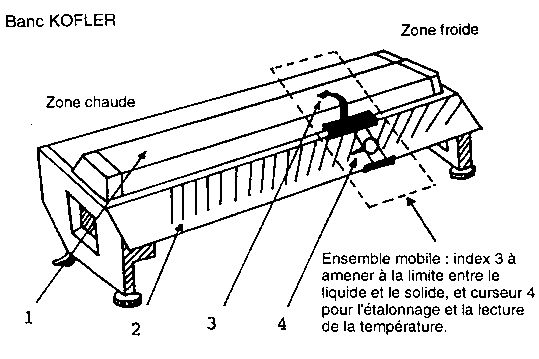 Banc KOFLER
Zone froide
Zone chaude
Ensemble mobile : index 3 à
amener à la limite entre le
liquide et le solide, et curseur 4
pour l'étalonnage et la lecture
de la température.
1
2
3
4